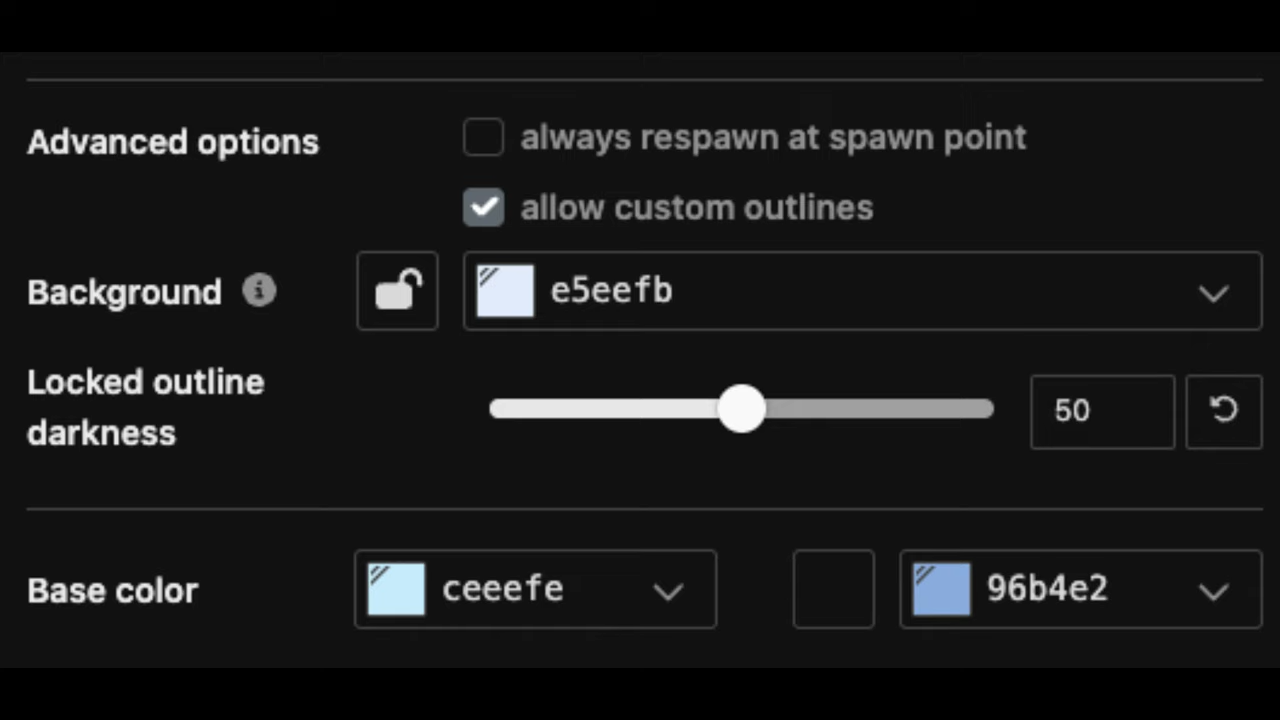 Advanced options
always respawn at spawn point
allow custom outlines
Background
e5eefb
Locked outline
darkness
50
Base color
ceeefe
96b4e2